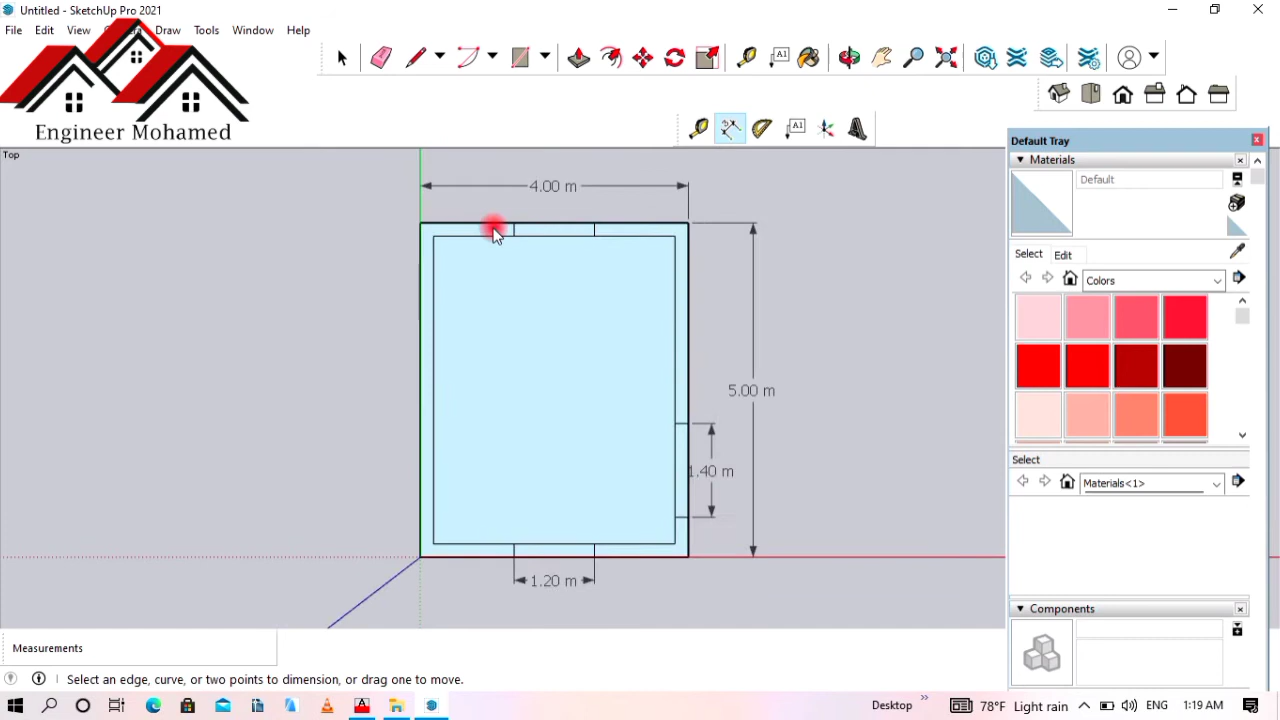 Untitled - SketchUp Pro 2021
File Edit View Draw Tools Window Help
Engineer Mohamed
A1
A1
Top
Default Tray
Materials
Default
Select Edit
Colors
4.00 m
5.00 m
1.40 m
1.20 m
Select
Materials<1>
Components
Measurements
Select an edge, curve, or two points to dimension, or drag one to move.
Desktop
78°F Light rain
ENG
1:19 AM